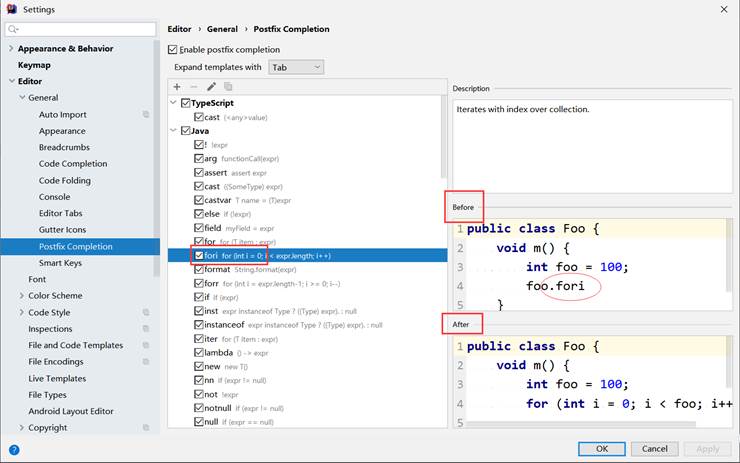 Settings
Appearance & Behavior
Keymap
Editor
General
Auto Import
Appearance
Breadcrumbs
Code Completion
Code Folding
Console
Editor Tabs
Gutter Icons
Postfix Completion
Smart Keys
Font
Color Scheme
Code Style
Inspections
File and Code Templates
File Encodings
Live Templates
File Types
Android Layout Editor
Copyright
?
Editor › General › Postfix Completion
Enable postfix completion
Expand templates with Tab
TypeScript
cast (<any>value)
Java
! !expr
arg functionCall(expr)
assert assert expr
cast ((SomeType) expr)
castvar T name = (T)expr
else if (!expr)
field myField = expr
for for (T item : expr)
fori for (int i = 0; i < expr.length; i++)
format String.format(expr)
forr for (int i = expr.length-1; i >= 0; i--)
if if (expr)
inst expr instanceof Type ? ((Type) expr). : null
instanceof expr instanceof Type ? ((Type) expr). : null
iter for (T item : expr)
lambda () -> expr
new new T()
nn if (expr != null)
not !expr
notnull if (expr != null)
null if (expr == null)
Description
Iterates with index over collection.
Before
1 public class Foo {
2 void m() {
3 int foo = 100;
4 foo.fori
5 }
After
1 public class Foo {
2 void m() {
3 int foo = 100;
4 for (int i = 0; i < foo; i++
OK Cancel Apply